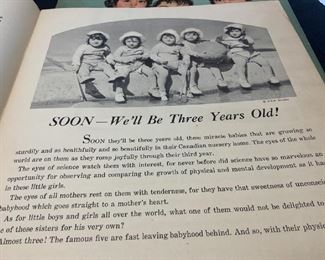 SOON—We'll Be Three Years Old!
SOON they'll be three years old, these miracle babies that are growing so
sturdily and so healthfully and so beautifully in their Canadian nursery home. The eyes of the whole
world are on them as they romp joyfully through their third year.
The eyes of science watch them with interest, for never before did science have so marvelous an
opportunity for observing and comparing the growth of physical and mental development, as it has
in these little girls.
The eyes of all mothers rest on them with tenderness, for they have that sweetness of unconscious
babyhood which goes straight to a mother's heart.
As for little boys and girls all over the world, what one of them would not be delighted to
one of these sisters for his very own?
Almost three! The famous five are fast leaving babyhood behind. And so, with their physic